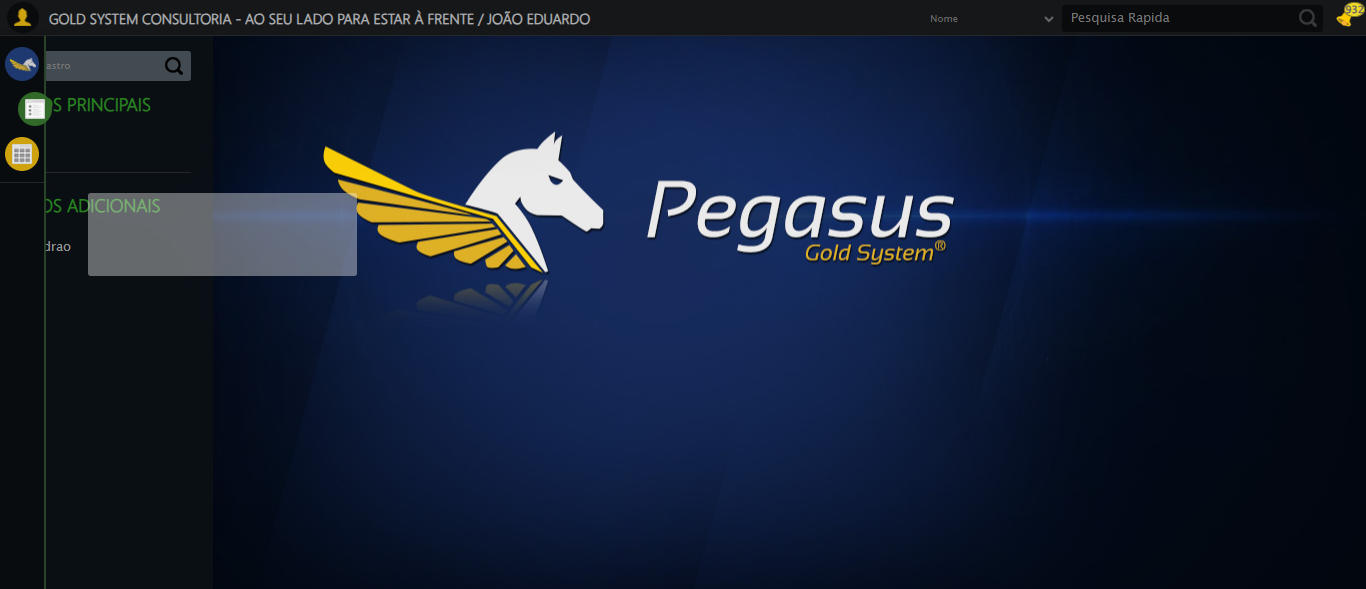 GOLD SYSTEM CONSULTORIA - AO SEU LADO PARA ESTAR À FRENTE / JOÃO EDUARDO
Nome
Pesquisa Rapida
932
astro
S PRINCIPAIS
OS ADICIONAIS
drao
Pegasus
Gold System®